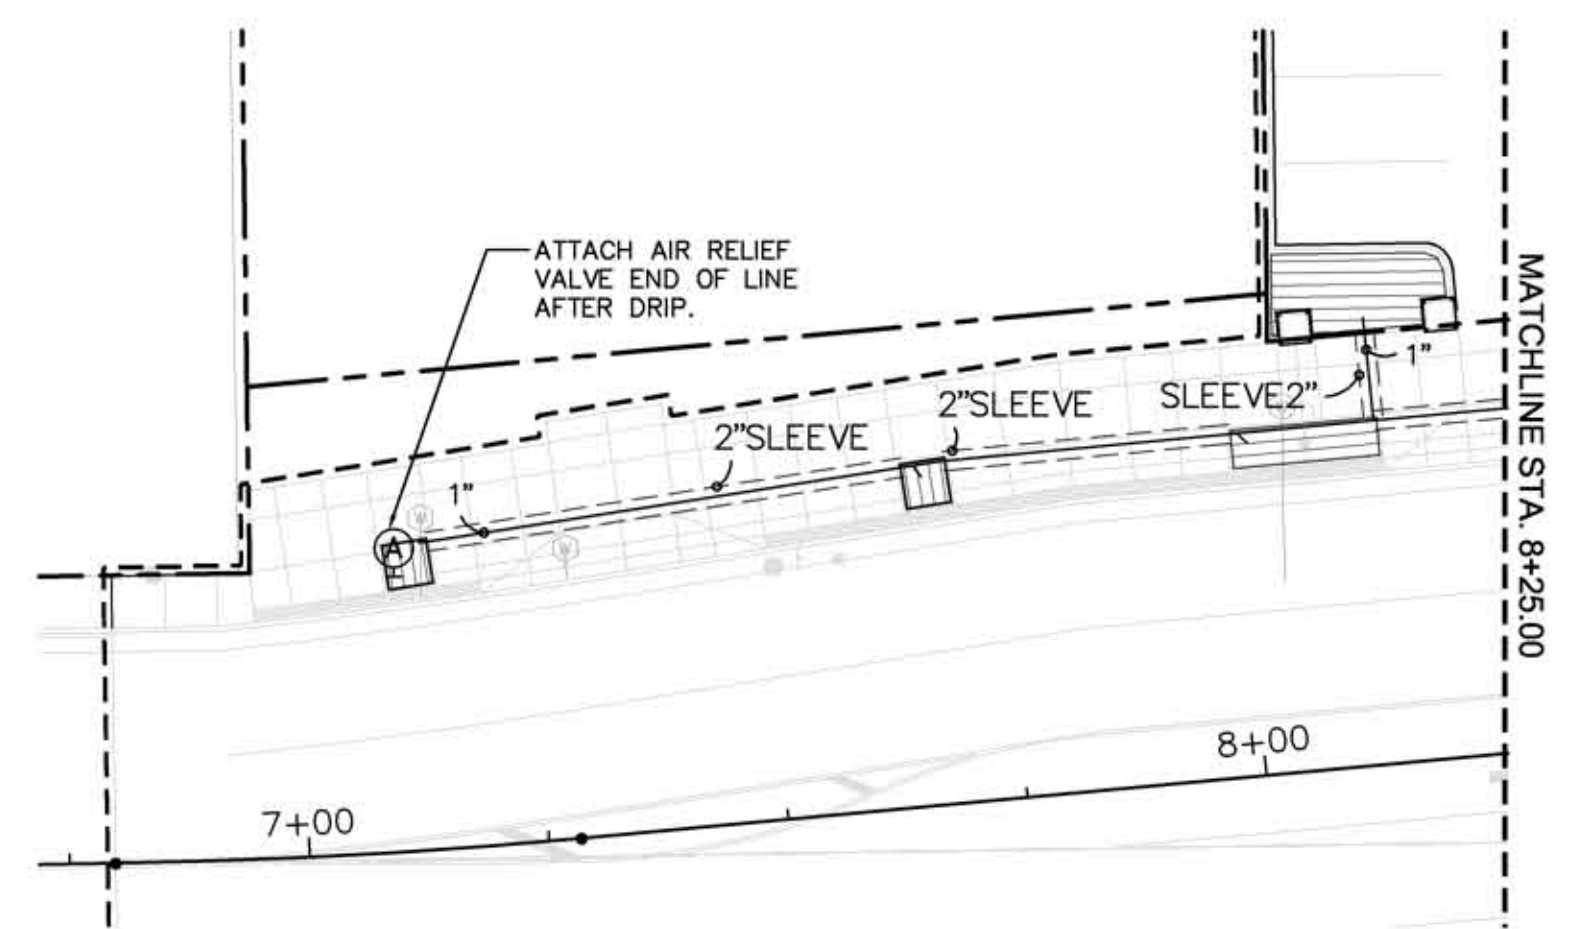 ATTACH AIR RELIEF
VALVE END OF LINE
AFTER DRIP.
MATCHLINE STA. 8+25.00
1"
SLEEVE2"
2"SLEEVE
2"SLEEVE
1"
A
W
W
8+00
7+00